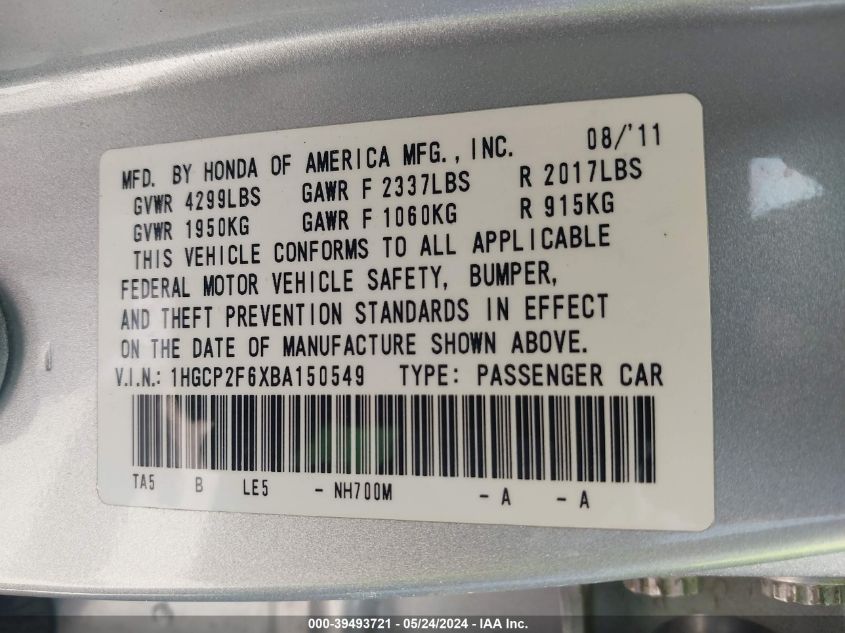 MFD. BY HONDA OF AMERICA MFG., INC. 08/'11
GVWR 4299LBS GAWR F 2337LBS R 2017LBS
GVWR 1950KG GAWR F 1060KG R 915KG
THIS VEHICLE CONFORMS TO ALL APPLICABLE
FEDERAL MOTOR VEHICLE SAFETY, BUMPER,
AND THEFT PREVENTION STANDARDS IN EFFECT
ON THE DATE OF MANUFACTURE SHOWN ABOVE.
V.I.N.: 1HGCP2F6XBA150549 TYPE: PASSENGER CAR
TA5 B LE5 - NH700M - A - A
000-39493721 - 05/24/2024 - IAA Inc.